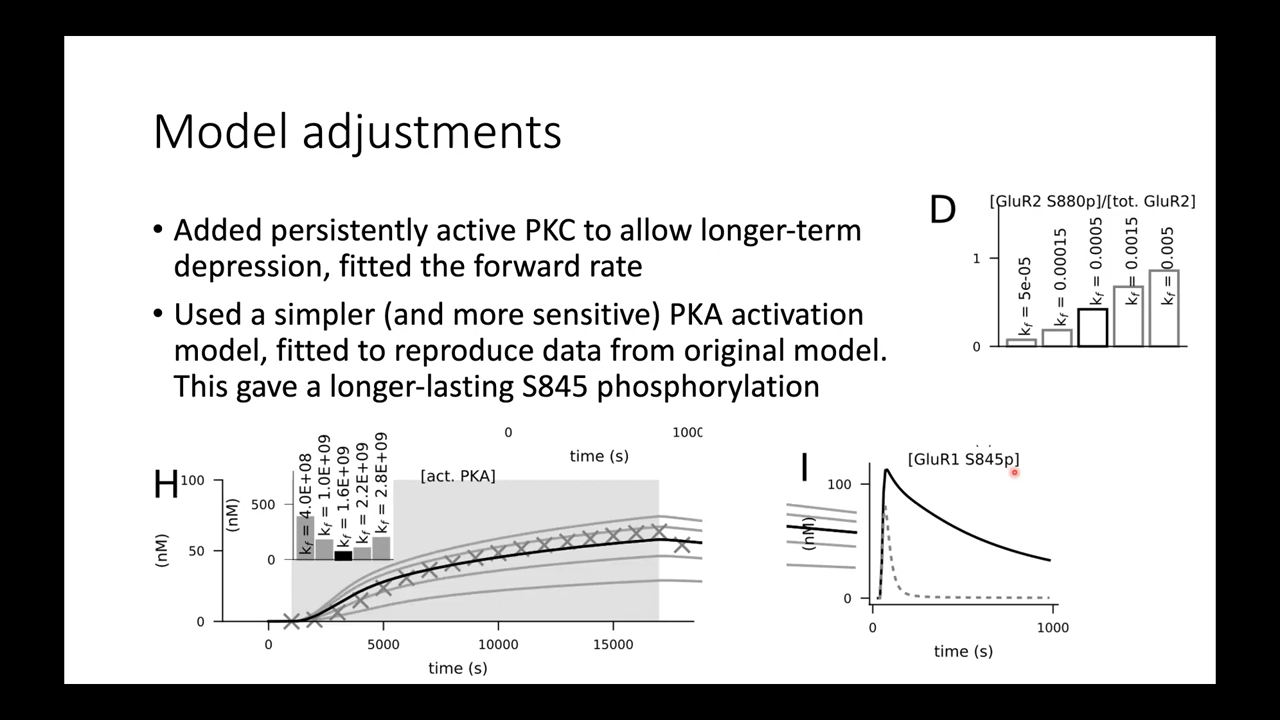 Model adjustments
• Added persistently active PKC to allow longer-term
depression, fitted the forward rate
• Used a simpler (and more sensitive) PKA activation
model, fitted to reproduce data from original model.
This gave a longer-lasting S845 phosphorylation
D
[GluR2 S880p]/[tot. GluR2]
1
0
kf = 5e-05
kf = 0.00015
kf = 0.0005
kf = 0.0015
kf = 0.005
0
1000
time (s)
H
[act. PKA]
100
50
0
(nM)
(nM)
500
0
kf = 4.0E+08
kf = 1.0E+09
kf = 1.6E+09
kf = 2.2E+09
kf = 2.8E+09
0
5000
10000
15000
time (s)
I
[GluR1 S845p]
100
0
(nM)
0
1000
time (s)